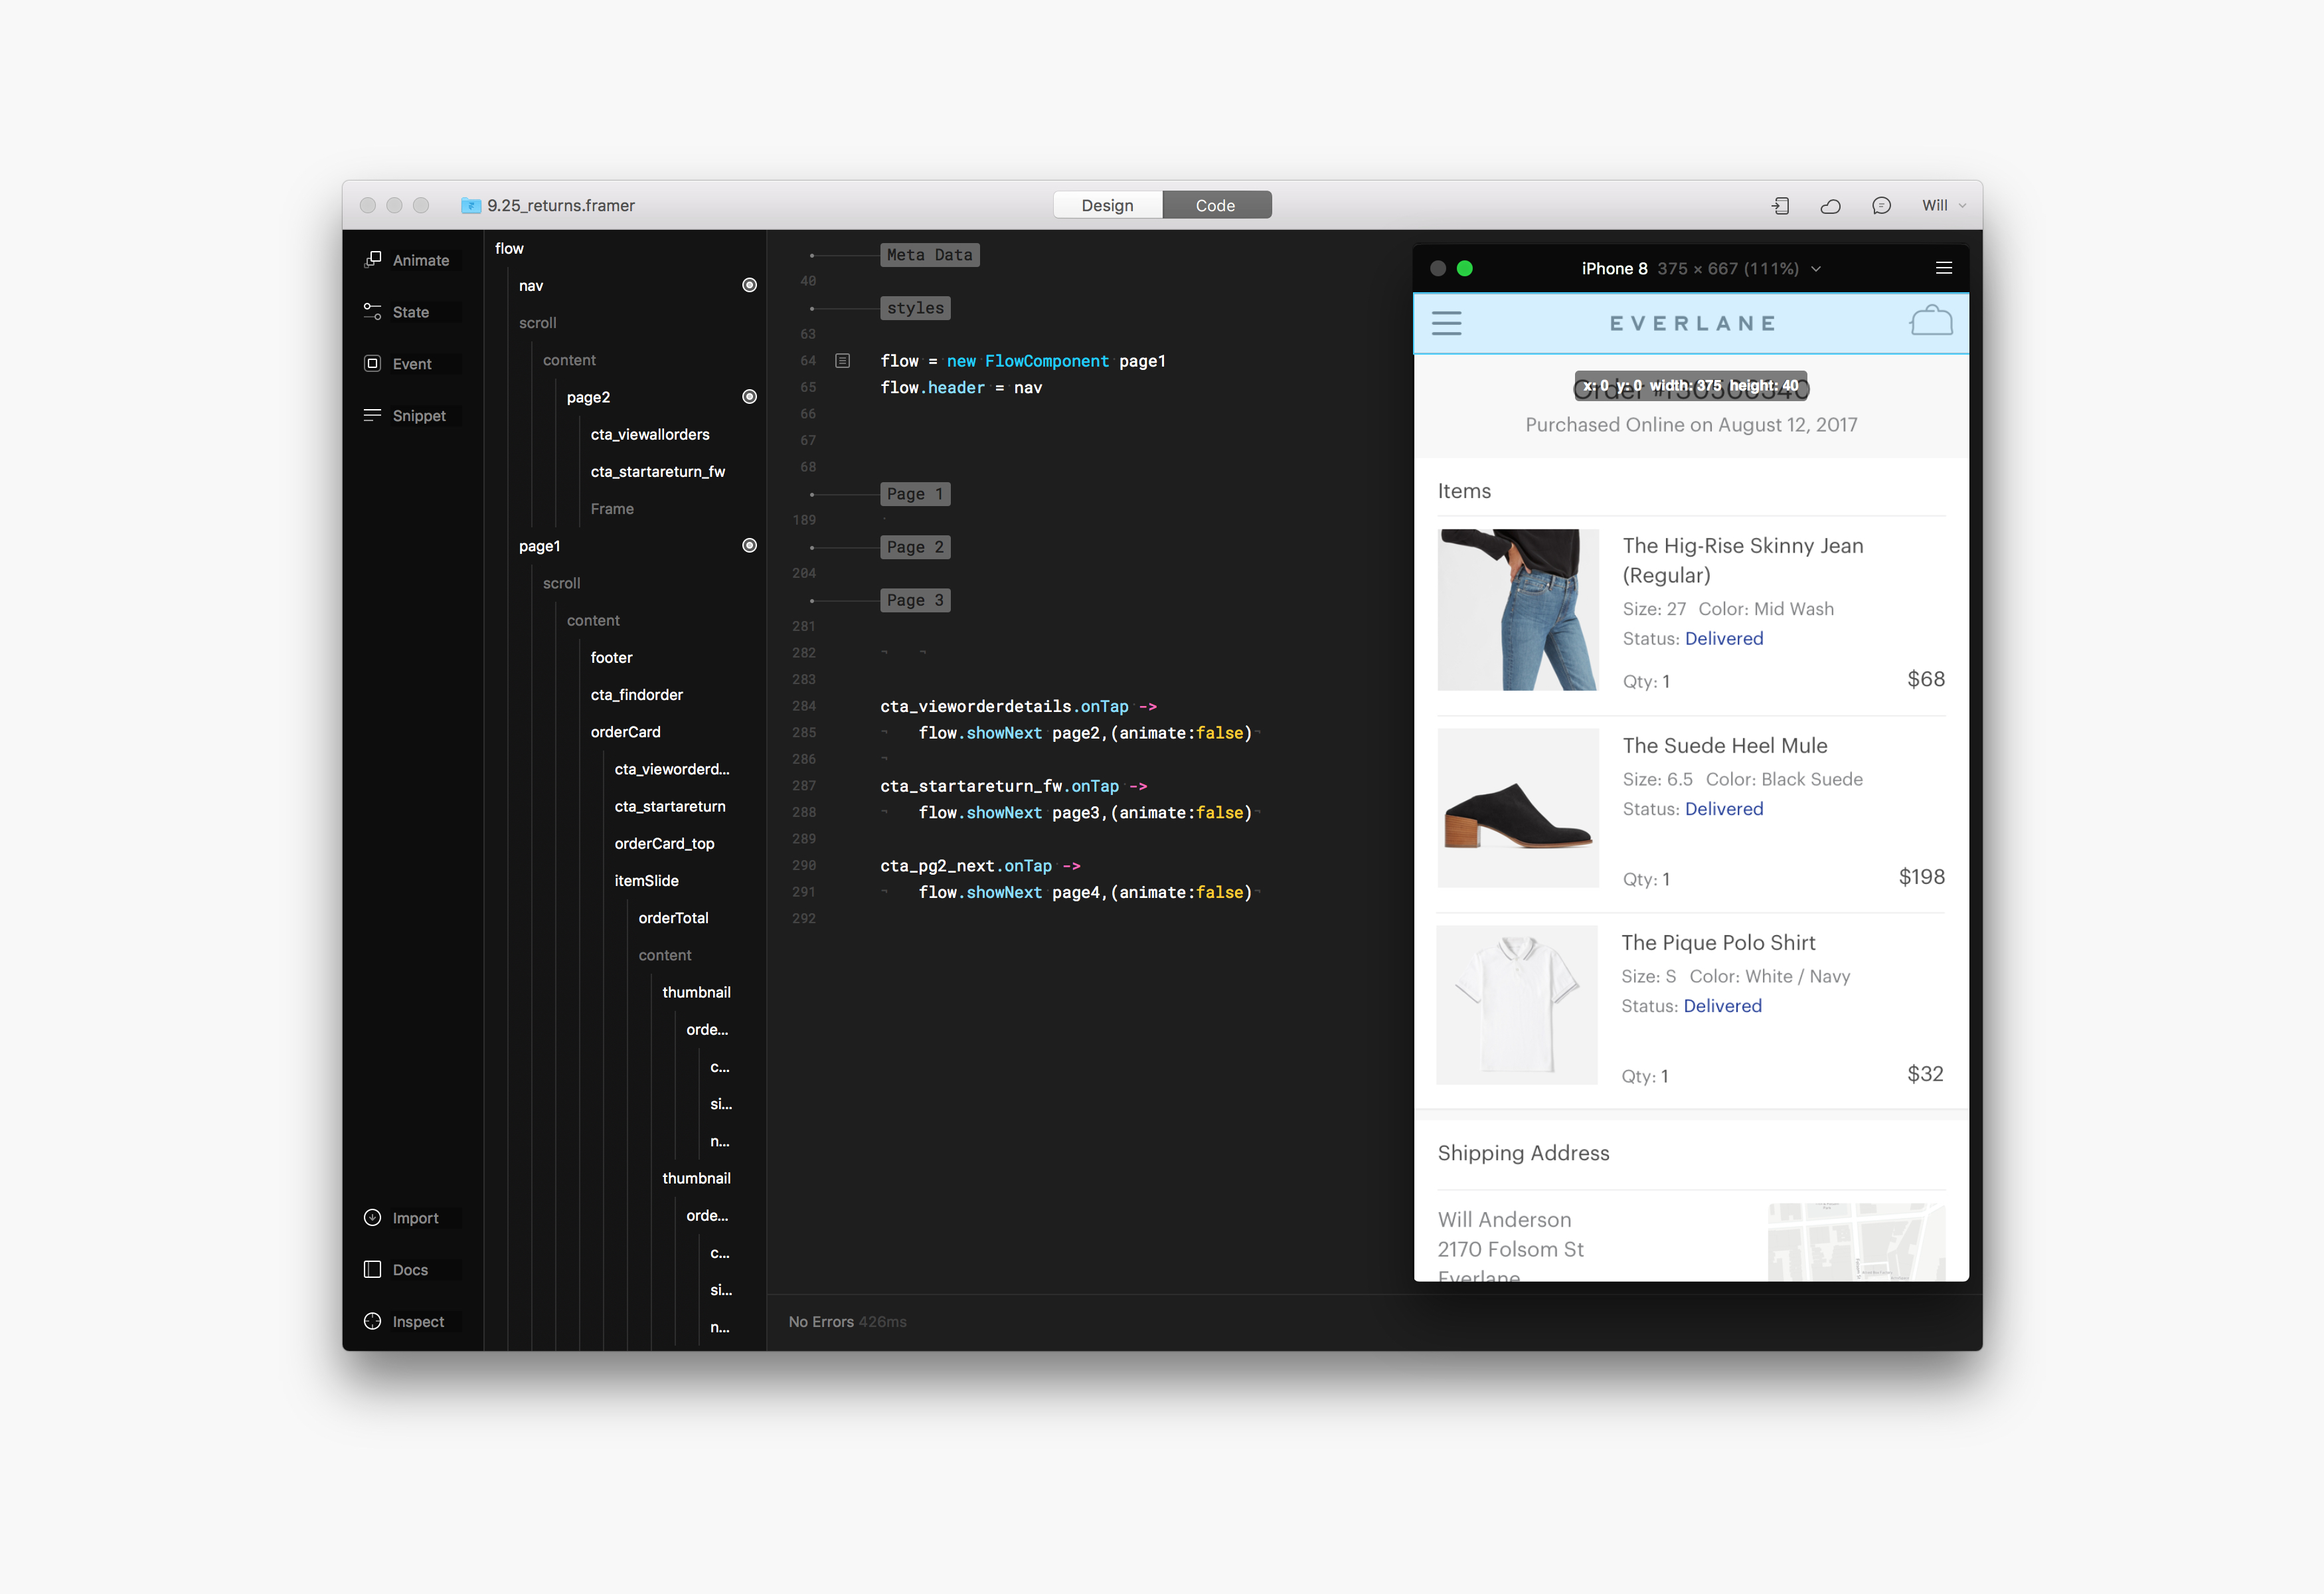 9.25_returns.framer
Design
Code
Will
Animate
State
Event
Snippet
Import
Docs
Inspect
flow
nav
scroll
content
page2
cta_viewallorders
cta_startareturn_fw
Frame
page1
scroll
content
footer
cta_findorder
orderCard
cta_vieworderd...
cta_startareturn
orderCard_top
itemSlide
orderTotal
content
thumbnail
orde...
c...
si...
n...
thumbnail
orde...
c...
si...
n...
Meta Data
40
styles
63
64 flow = new FlowComponent page1
65 flow.header = nav
66
67
68
Page 1
189
Page 2
204
Page 3
281
282
283
284 cta_vieworderdetails.onTap ->
285 flow.showNext page2,(animate:false)
286
287 cta_startareturn_fw.onTap ->
288 flow.showNext page3,(animate:false)
289
290 cta_pg2_next.onTap ->
291 flow.showNext page4,(animate:false)
292
No Errors 426ms
iPhone 8 375 × 667 (111%)
EVERLANE
x: 0 y: 0 width: 375 height: 40
Purchased Online on August 12, 2017
Items
The Hig-Rise Skinny Jean
(Regular)
Size: 27 Color: Mid Wash
Status: Delivered
Qty: 1
$68
The Suede Heel Mule
Size: 6.5 Color: Black Suede
Status: Delivered
Qty: 1
$198
The Pique Polo Shirt
Size: S Color: White / Navy
Status: Delivered
Qty: 1
$32
Shipping Address
Will Anderson
2170 Folsom St
Everlane